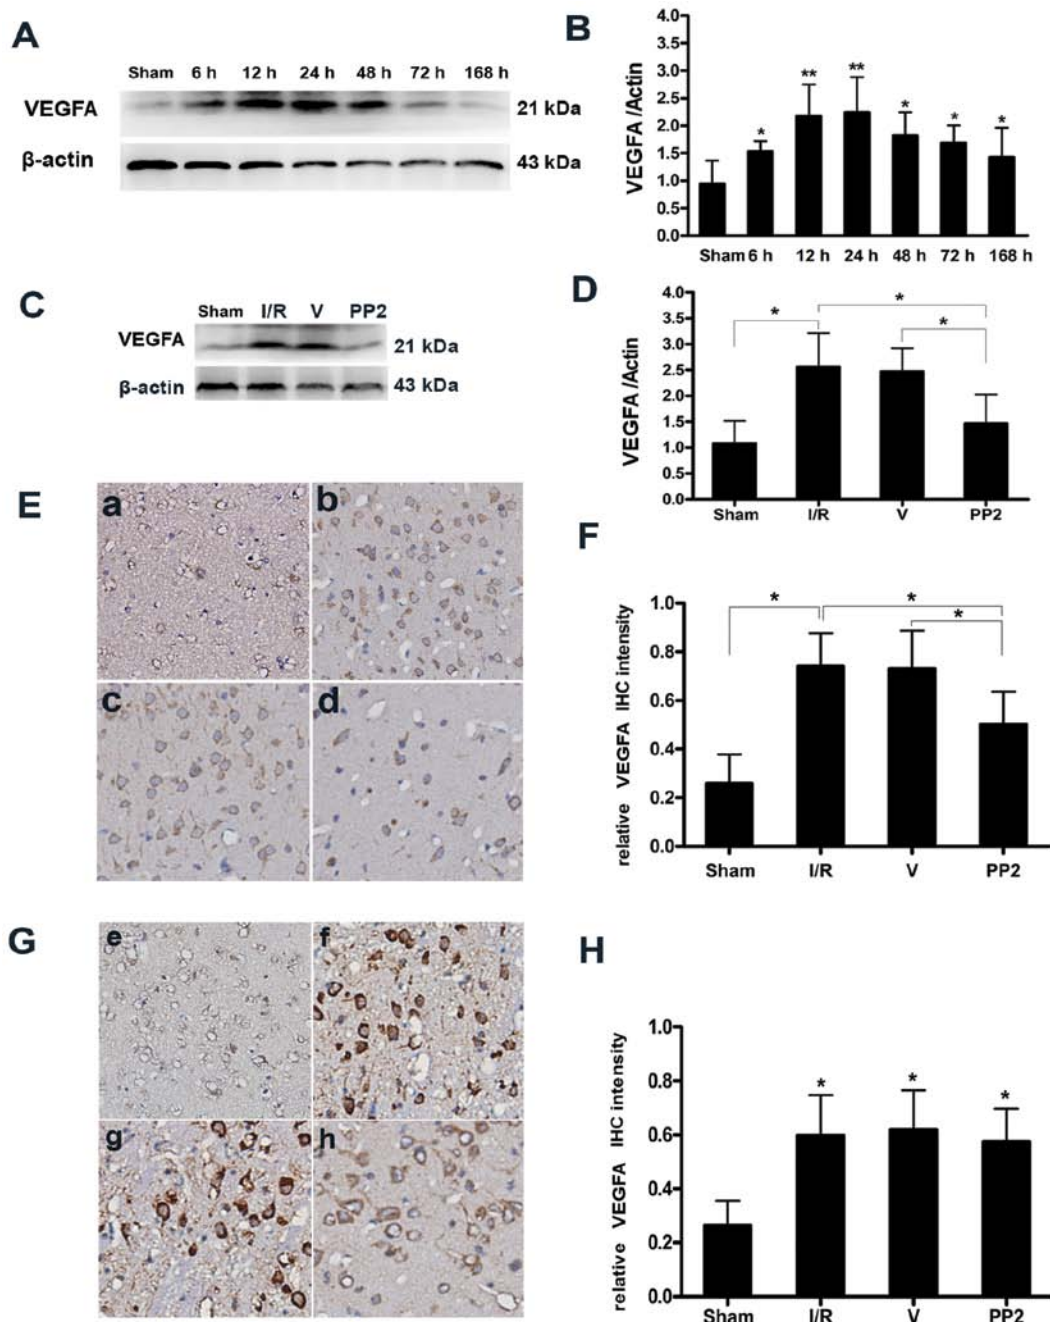 A
Sham 6 h 12 h 24 h 48 h 72 h 168 h
VEGFA
21 kDa
β-actin
43 kDa
B
VEGFA /Actin
4.0
3.5
3.0
2.5
2.0
1.5
1.0
0.5
0.0
*
**
**
*
*
*
Sham 6 h 12 h 24 h 48 h 72 h 168 h
C
Sham I/R V PP2
VEGFA
21 kDa
β-actin
43 kDa
D
VEGFA /Actin
4.0
3.5
3.0
2.5
2.0
1.5
1.0
0.5
0.0
*
*
*
Sham I/R V PP2
E
a
b
c
d
F
relative VEGFA IHC intensity
1.0
0.8
0.6
0.4
0.2
0.0
*
*
*
Sham I/R V PP2
G
e
f
g
h
H
relative VEGFA IHC intensity
1.0
0.8
0.6
0.4
0.2
*
*
*
Sham I/R V PP2